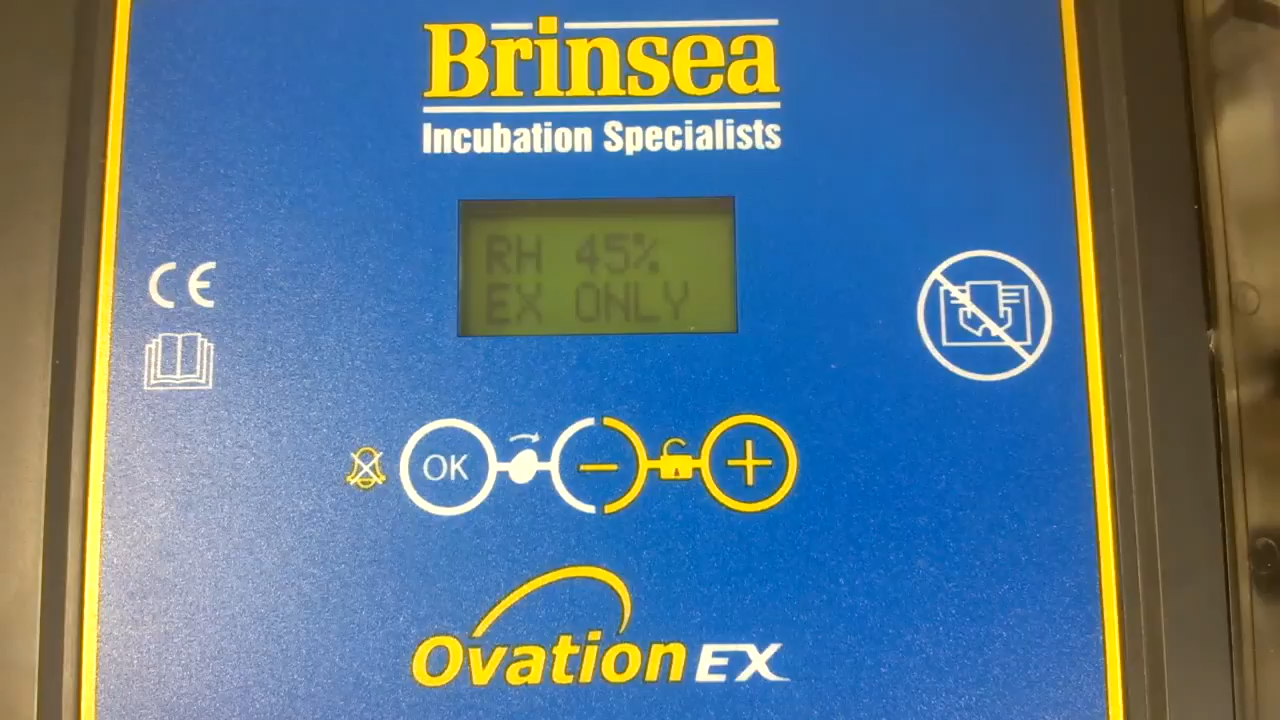 Brinsea
Incubation Specialists
RH 45%
EX ONLY
CE
OK - +
Ovation EX